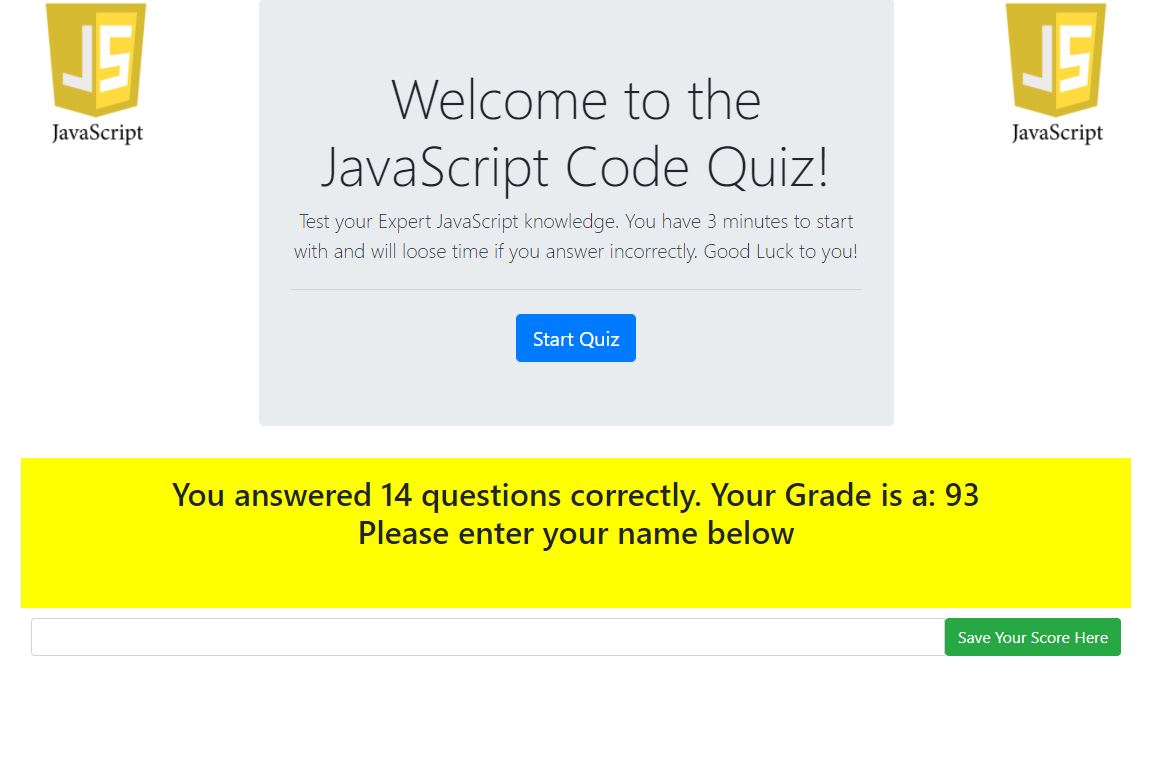 JS
JavaScript
JS
JavaScript
Welcome to the
JavaScript Code Quiz!
Test your Expert JavaScript knowledge. You have 3 minutes to start
with and will loose time if you answer incorrectly. Good Luck to you!
Start Quiz
You answered 14 questions correctly. Your Grade is a: 93
Please enter your name below
Save Your Score Here